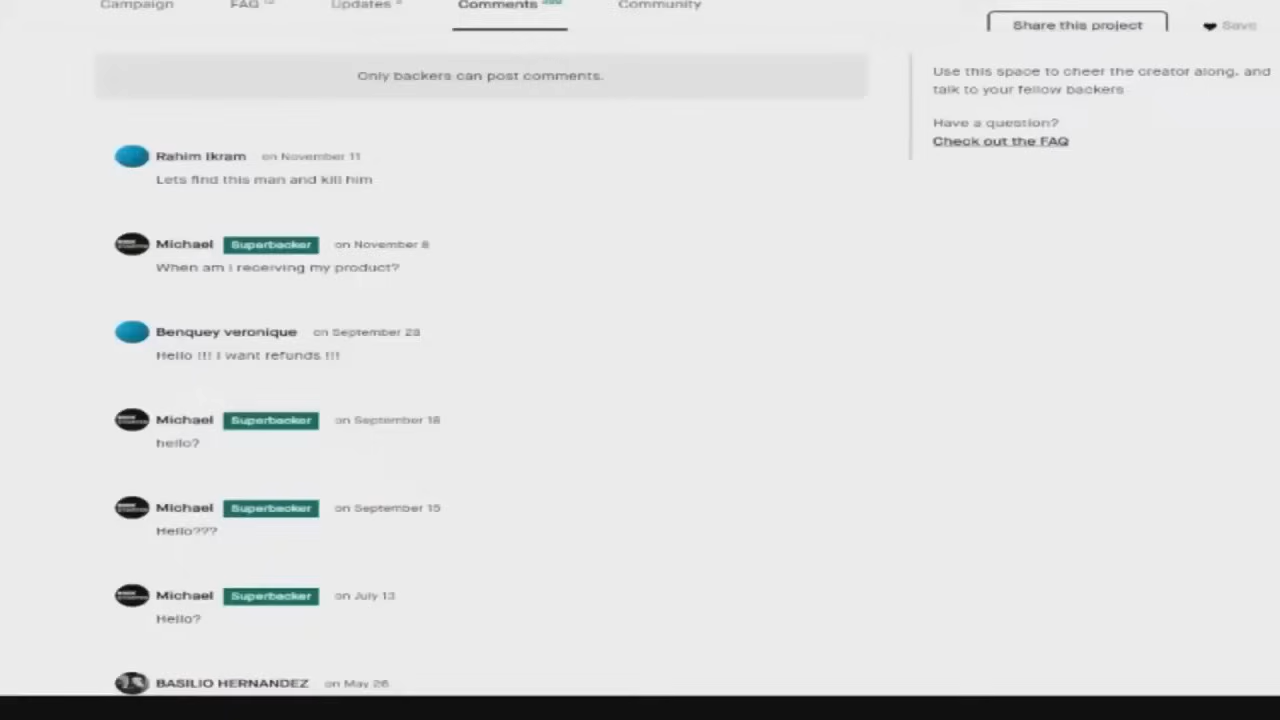 Campaign FAQ Updates Comments Community
Share this project Save
Only backers can post comments.
Use this space to cheer the creator along, and
talk to your fellow backers
Have a question?
Check out the FAQ
Rahim Ikram on November 11
Lets find this man and kill him
Michael Superbacker on November 8
When am I receiving my product?
Benquey veronique on September 23
Hello !!! I want refunds !!!
Michael Superbacker on September 18
hello?
Michael Superbacker on September 15
Hello???
Michael Superbacker on July 13
Hello?
BASILIO HERNANDEZ on May 26